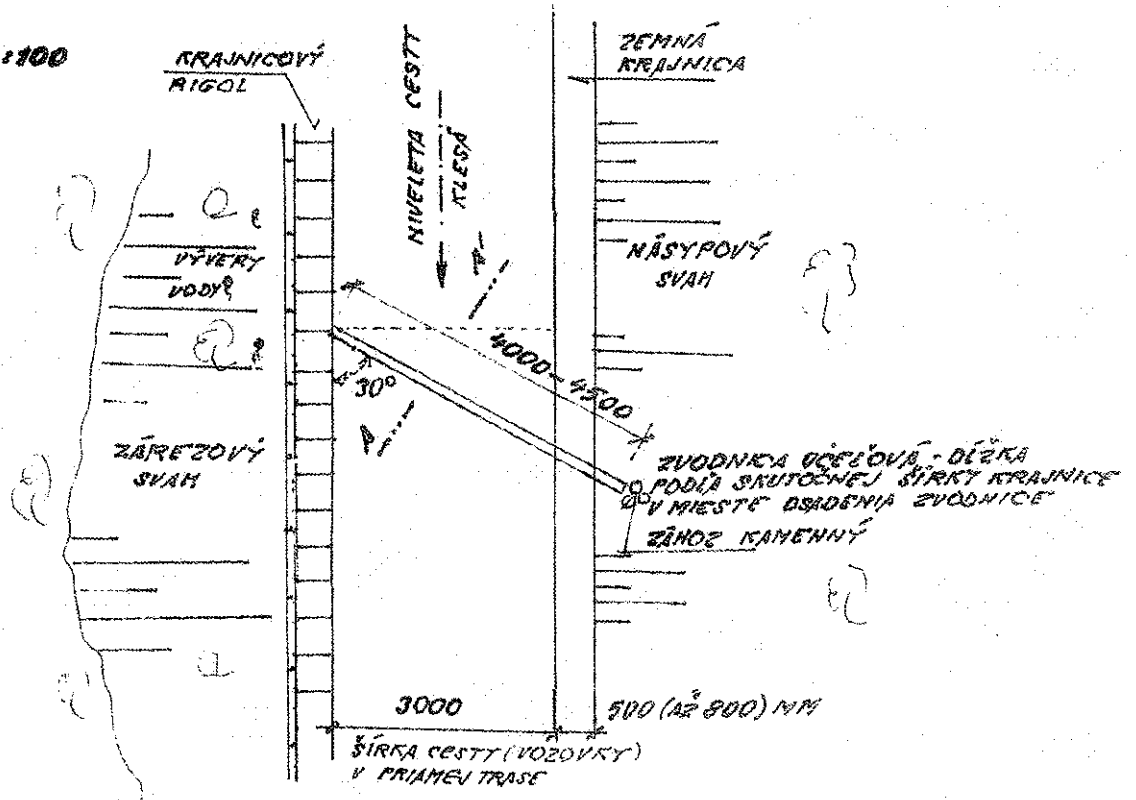 :100
KRAJNICOVÝ
RIGOL
NIVELETA CESTY
KLESÁ
ZEMNÁ
KRAJNICA
VÝVERY
VODY
NÁSYPOVÝ
SVAH
4000-4500
30°
ZÁREZOVÝ
SVAH
ZVODNICA OCEĽOVÁ - DĹŽKA
PODĽA SKUTOČNEJ ŠÍRKY KRAJNICE
V MIESTE OSADENIA ZVODNICE
ZÁHOZ KAMENNÝ
3000
500 (AŽ 800) MM
ŠÍRKA CESTY (VOZOVKY)
V PRIAMEJ TRASE